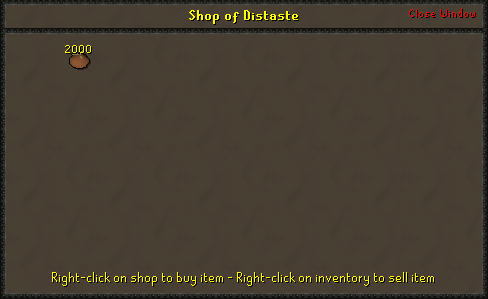 Shop of Distaste
Close Window
2000
Right-click on shop to buy item - Right-click on inventory to sell item